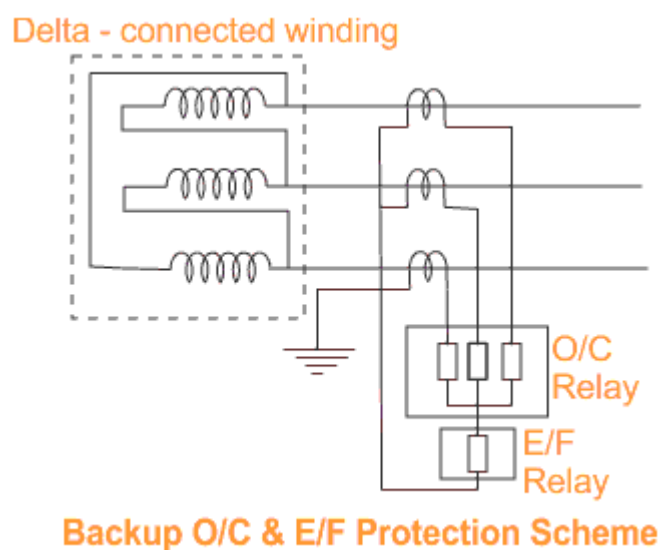 Delta - connected winding
O/C
Relay
E/F
Relay
Backup O/C & E/F Protection Scheme